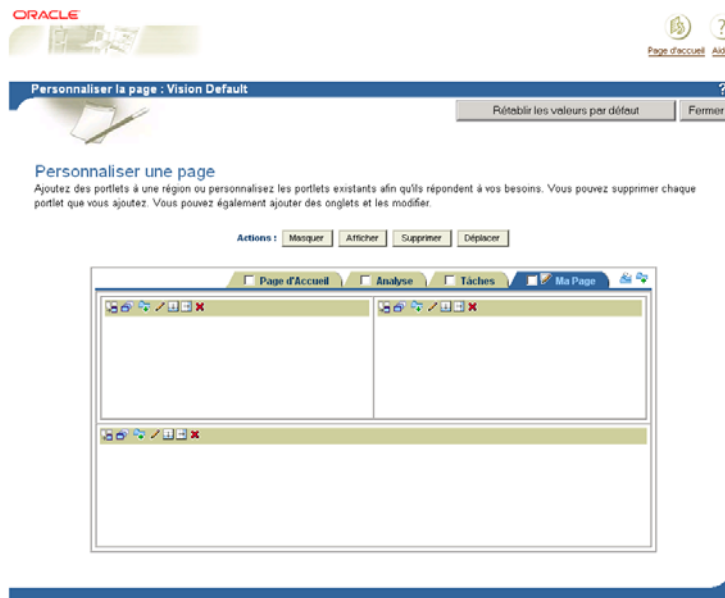 ORACLE
Page d'accueil Aid
Personnaliser la page : Vision Default
?
Rétablir les valeurs par défaut Fermer
Personnaliser une page
Ajoutez des portlets à une région ou personnalisez les portlets existants afin qu'ils répondent à vos besoins. Vous pouvez supprimer chaque
portlet que vous ajoutez. Vous pouvez également ajouter des onglets et les modifier.
Actions : Masquer Afficher Supprimer Déplacer
Page d'Accueil Analyse Tâches Ma Page